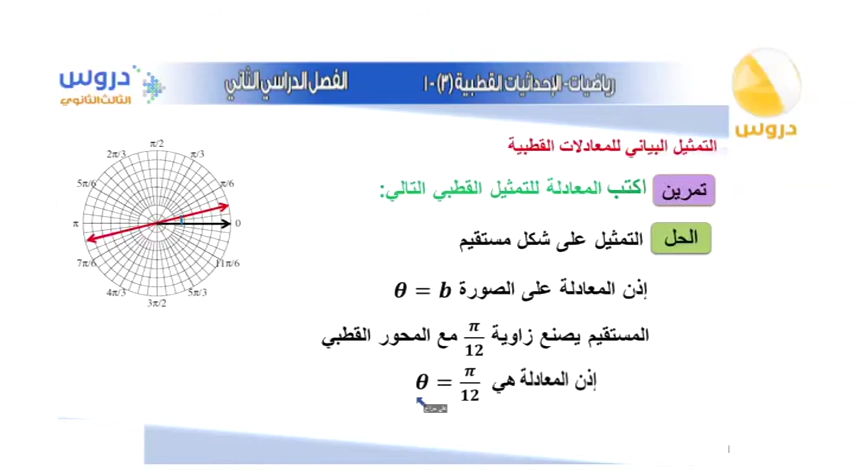 دروس
الثالث الثانوي
رياضيات - الإحداثيات القطبية (٣) - ١
الفصل الدراسي الثاني
دروس
التمثيل البياني للمعادلات القطبية
تمرين
اكتب المعادلة للتمثيل القطبي التالي:
الحل
التمثيل على شكل مستقيم
إذن المعادلة على الصورة θ = b
المستقيم يصنع زاوية π/12 مع المحور القطبي
إذن المعادلة هي θ = π/12
π/2
2π/3
π/3
5π/6
π/6
π
0
7π/6
11π/6
4π/3
5π/3
3π/2